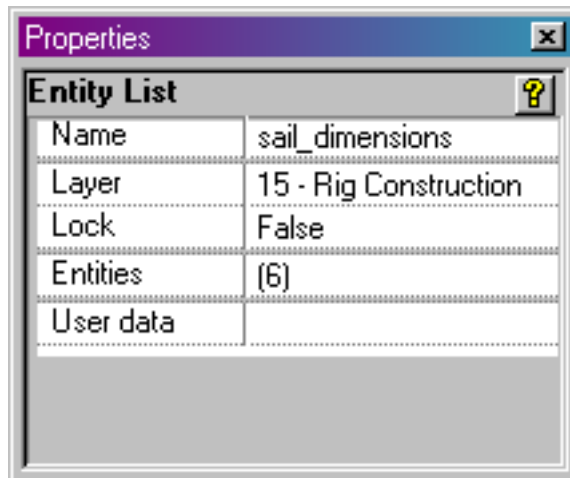 Properties
Entity List
Name sail_dimensions
Layer 15 - Rig Construction
Lock False
Entities (6)
User data